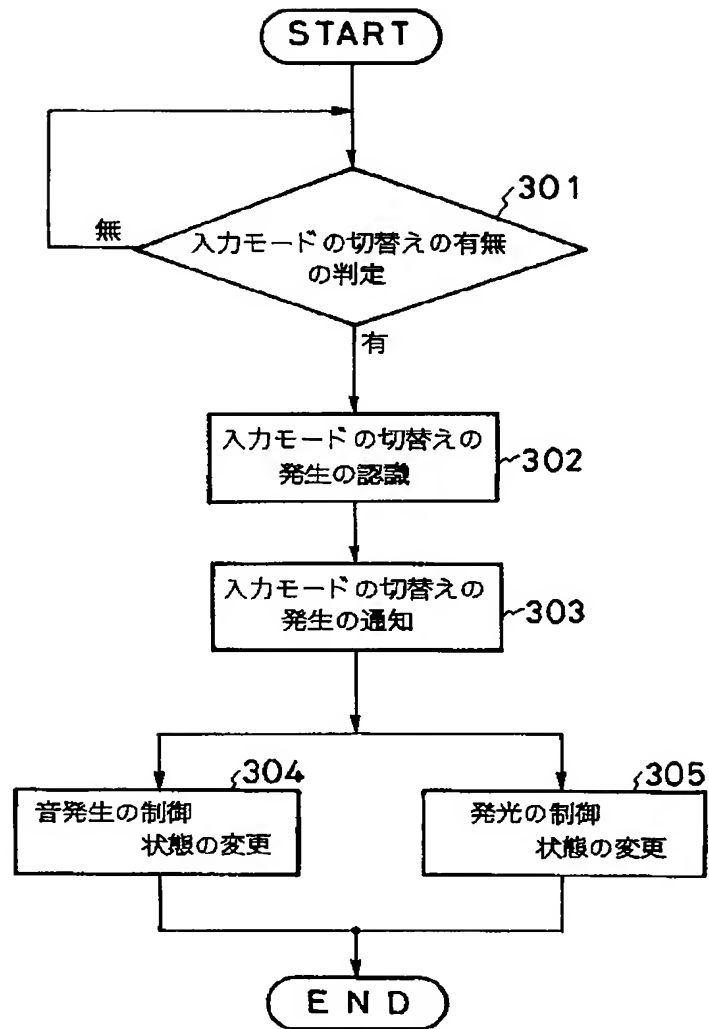 START
301
無
入力モードの切替えの有無
の判定
有
入力モードの切替えの
発生の認識
302
入力モードの切替えの
発生の通知
303
304
音発生の制御
状態の変更
305
発光の制御
状態の変更
END